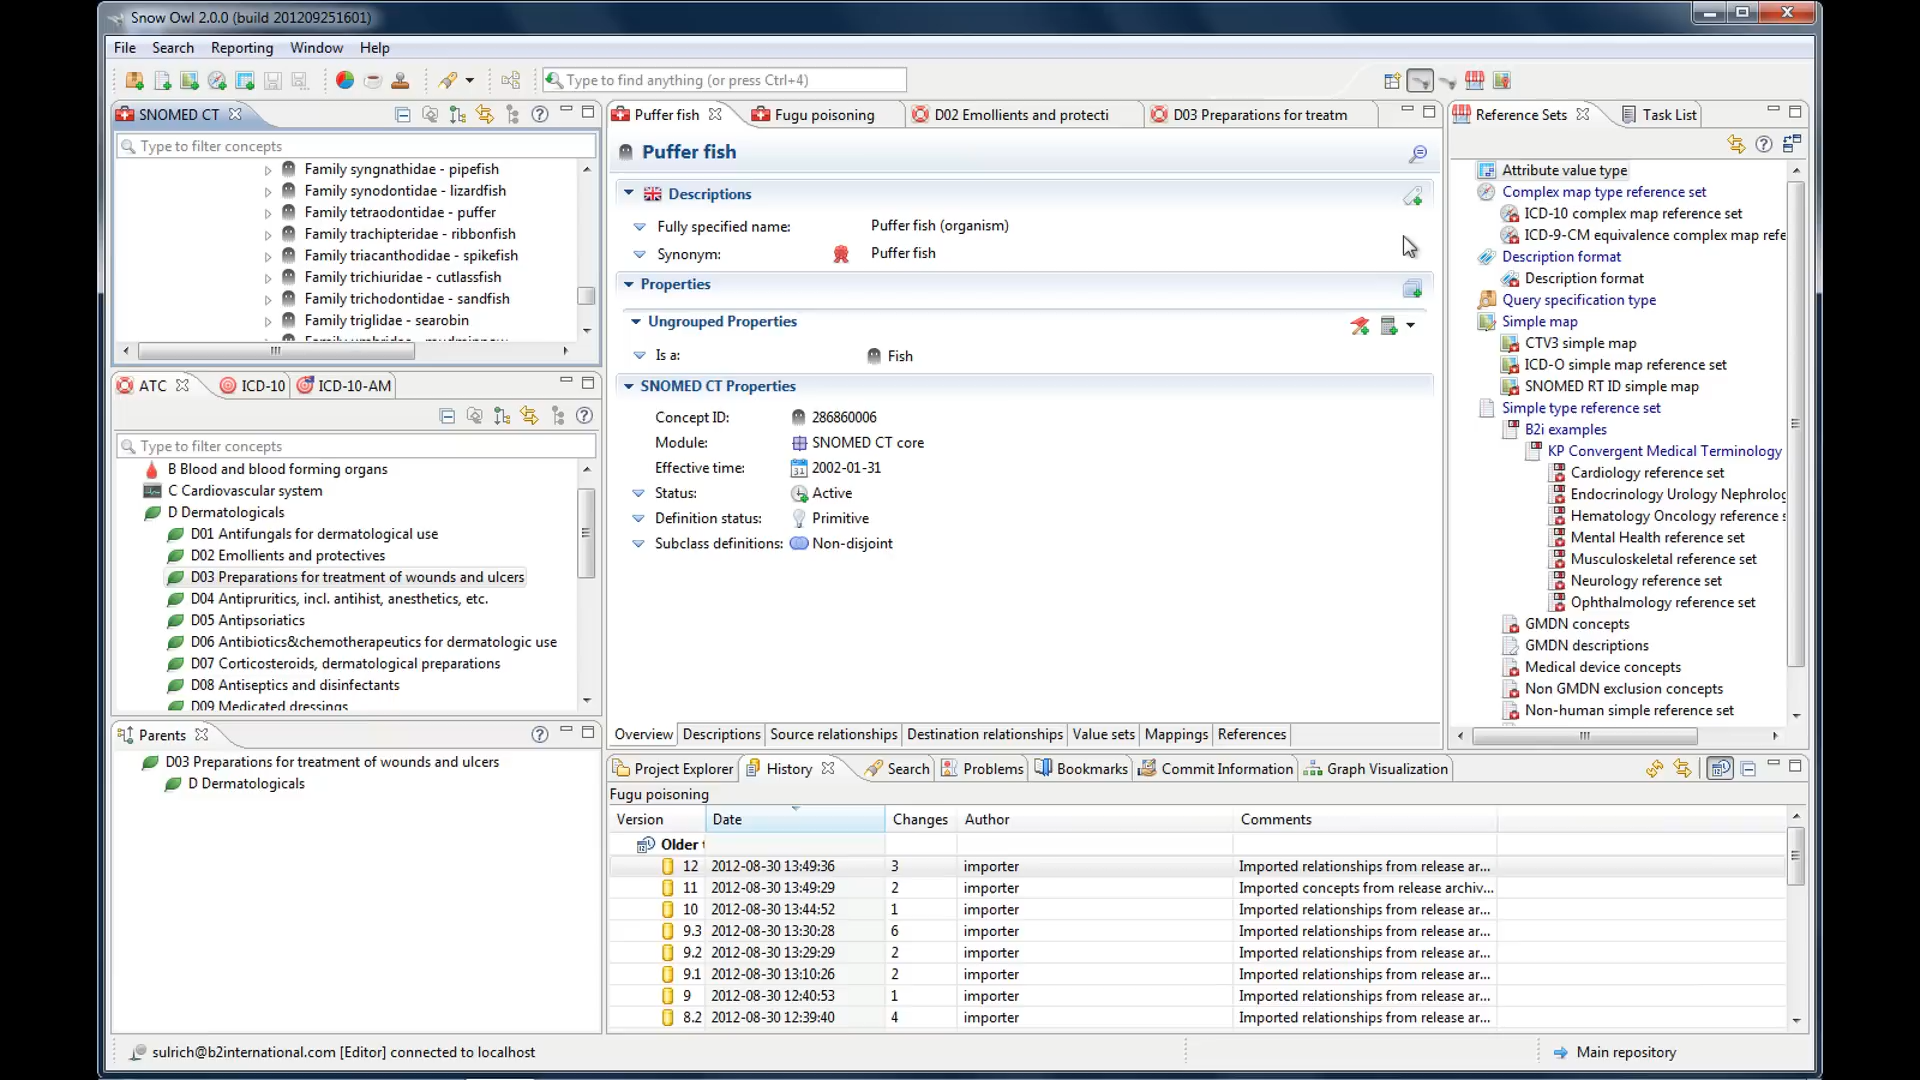 Snow Owl 2.0.0 (build 201209251601)
File Search Reporting Window Help
Type to find anything (or press Ctrl+4)
SNOMED CT
Type to filter concepts
Family syngnathidae - pipefish
Family synodontidae - lizardfish
Family tetraodontidae - puffer
Family trachipteridae - ribbonfish
Family triacanthodidae - spikefish
Family trichiuridae - cutlassfish
Family trichodontidae - sandfish
Family triglidae - searobin
ATC ICD-10 ICD-10-AM
Type to filter concepts
B Blood and blood forming organs
C Cardiovascular system
D Dermatologicals
D01 Antifungals for dermatological use
D02 Emollients and protectives
D03 Preparations for treatment of wounds and ulcers
D04 Antipruritics, incl. antihist, anesthetics, etc.
D05 Antipsoriatics
D06 Antibiotics&chemotherapeutics for dermatologic use
D07 Corticosteroids, dermatological preparations
D08 Antiseptics and disinfectants
D09 Medicated dressings
Parents
D03 Preparations for treatment of wounds and ulcers
D Dermatologicals
Puffer fish Fugu poisoning D02 Emollients and protecti D03 Preparations for treatm
Puffer fish
Descriptions
Fully specified name: Puffer fish (organism)
Synonym: Puffer fish
Properties
Ungrouped Properties
Is a: Fish
SNOMED CT Properties
Concept ID: 286860006
Module: SNOMED CT core
Effective time: 31 2002-01-31
Status: Active
Definition status: Primitive
Subclass definitions: Non-disjoint
Overview Descriptions Source relationships Destination relationships Value sets Mappings References
Project Explorer History Search Problems Bookmarks Commit Information Graph Visualization
Fugu poisoning
Version Date Changes Author Comments
Older
12 2012-08-30 13:49:36 3 importer Imported relationships from release ar...
11 2012-08-30 13:49:29 2 importer Imported concepts from release archiv...
10 2012-08-30 13:44:52 1 importer Imported relationships from release ar...
9.3 2012-08-30 13:30:28 6 importer Imported relationships from release ar...
9.2 2012-08-30 13:29:29 2 importer Imported relationships from release ar...
9.1 2012-08-30 13:10:26 2 importer Imported relationships from release ar...
9 2012-08-30 12:40:53 1 importer Imported relationships from release ar...
8.2 2012-08-30 12:39:40 4 importer Imported relationships from release ar...
Reference Sets Task List
Attribute value type
Complex map type reference set
ICD-10 complex map reference set
ICD-9-CM equivalence complex map refe
Description format
Description format
Query specification type
Simple map
CTV3 simple map
ICD-O simple map reference set
SNOMED RT ID simple map
Simple type reference set
B2i examples
KP Convergent Medical Terminology
Cardiology reference set
Endocrinology Urology Nephrolog
Hematology Oncology reference s
Mental Health reference set
Musculoskeletal reference set
Neurology reference set
Ophthalmology reference set
GMDN concepts
GMDN descriptions
Medical device concepts
Non GMDN exclusion concepts
Non-human simple reference set
sulrich@b2international.com [Editor] connected to localhost
Main repository